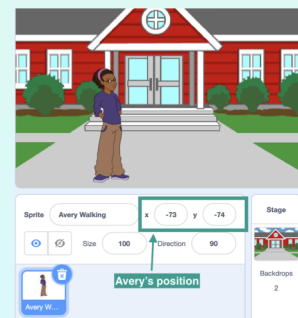 Sprite Avery Walking x -73 y -74
Size 100 Direction 90
Stage
Avery's position
Backdrops
2
Avery W...